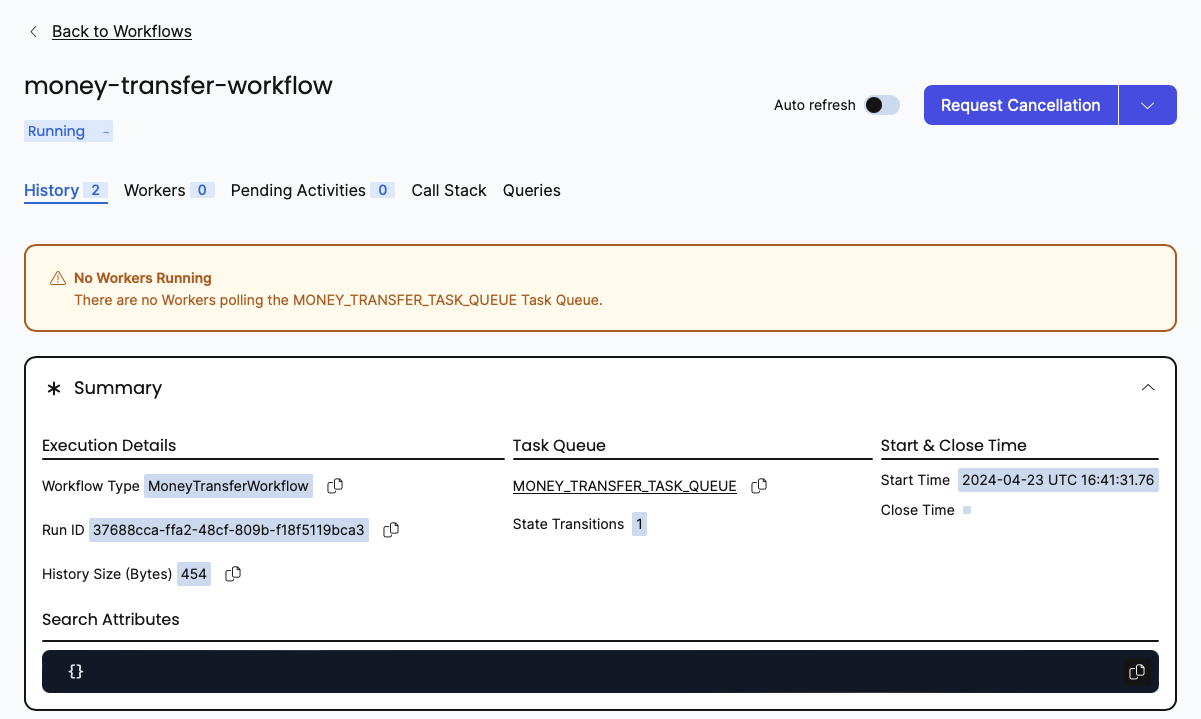 Back to Workflows
money-transfer-workflow
Auto refresh
Request Cancellation
Running –
History 2 Workers 0 Pending Activities 0 Call Stack Queries
No Workers Running
There are no Workers polling the MONEY_TRANSFER_TASK_QUEUE Task Queue.
Summary
Execution Details
Workflow Type MoneyTransferWorkflow
Run ID 37688cca-ffa2-48cf-809b-f18f5119bca3
History Size (Bytes) 454
Task Queue
MONEY_TRANSFER_TASK_QUEUE
State Transitions 1
Start & Close Time
Start Time 2024-04-23 UTC 16:41:31.76
Close Time
Search Attributes
{}